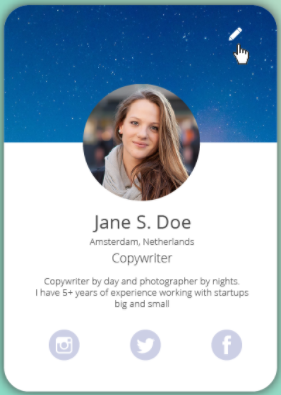 Jane S. Doe
Amsterdam, Netherlands
Copywriter
Copywriter by day and photographer by nights.
I have 5+ years of experience working with startups
big and small